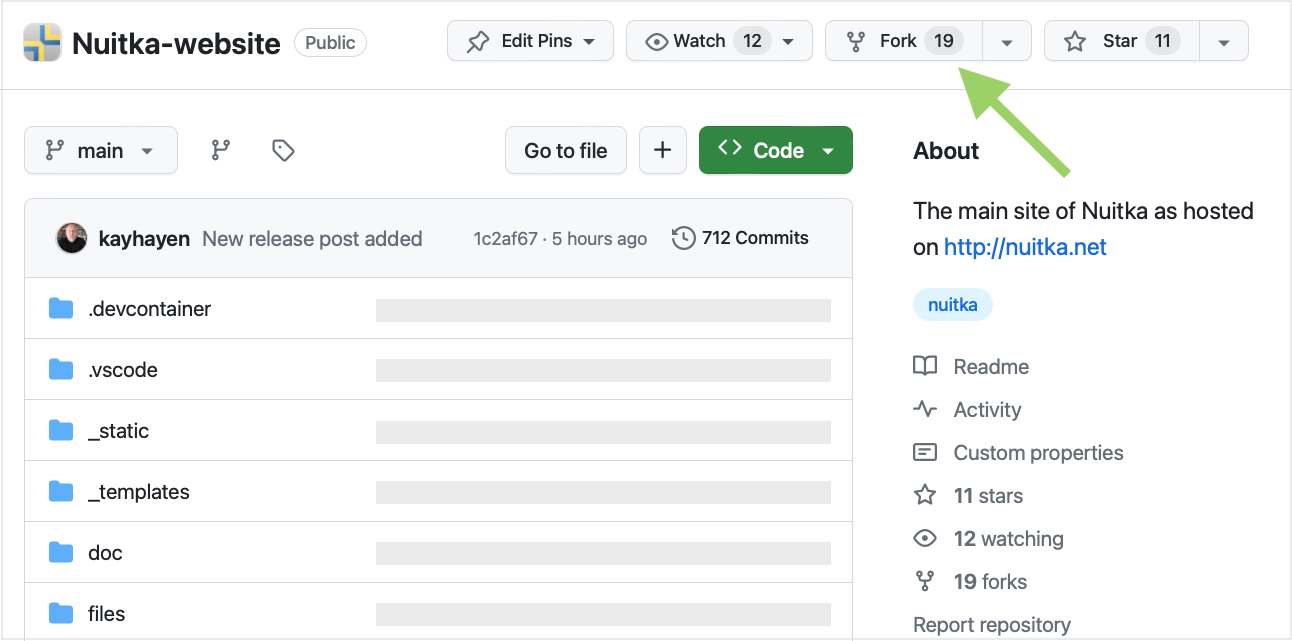 Nuitka-website Public Edit Pins Watch 12 Fork 19 Star 11
main Go to file + Code
kayhayen New release post added 1c2af67 · 5 hours ago 712 Commits
.devcontainer
.vscode
_static
_templates
doc
files
About
The main site of Nuitka as hosted
on http://nuitka.net
nuitka
Readme
Activity
Custom properties
11 stars
12 watching
19 forks
Report repository